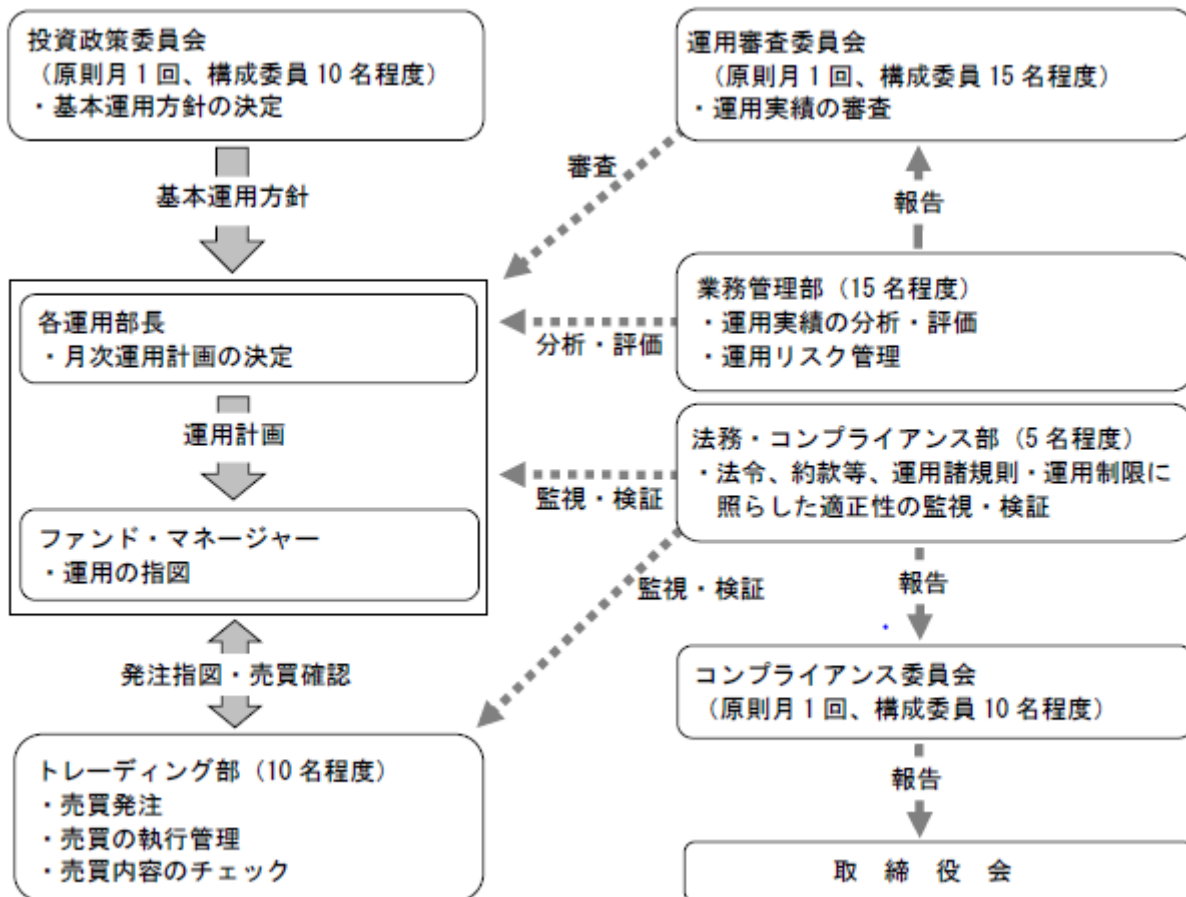 投資政策委員会
（原則月1回、構成委員10名程度）
・基本運用方針の決定
基本運用方針
各運用部長
・月次運用計画の決定
運用計画
ファンド・マネージャー
・運用の指図
発注指図・売買確認
トレーディング部（10名程度）
・売買発注
・売買の執行管理
・売買内容のチェック
運用審査委員会
（原則月1回、構成委員15名程度）
・運用実績の審査
審査
報告
業務管理部（15名程度）
・運用実績の分析・評価
・運用リスク管理
分析・評価
法務・コンプライアンス部（5名程度）
・法令、約款等、運用諸規則・運用制限に
照らした適正性の監視・検証
監視・検証
監視・検証
報告
コンプライアンス委員会
（原則月1回、構成委員10名程度）
報告
取　締　役　会